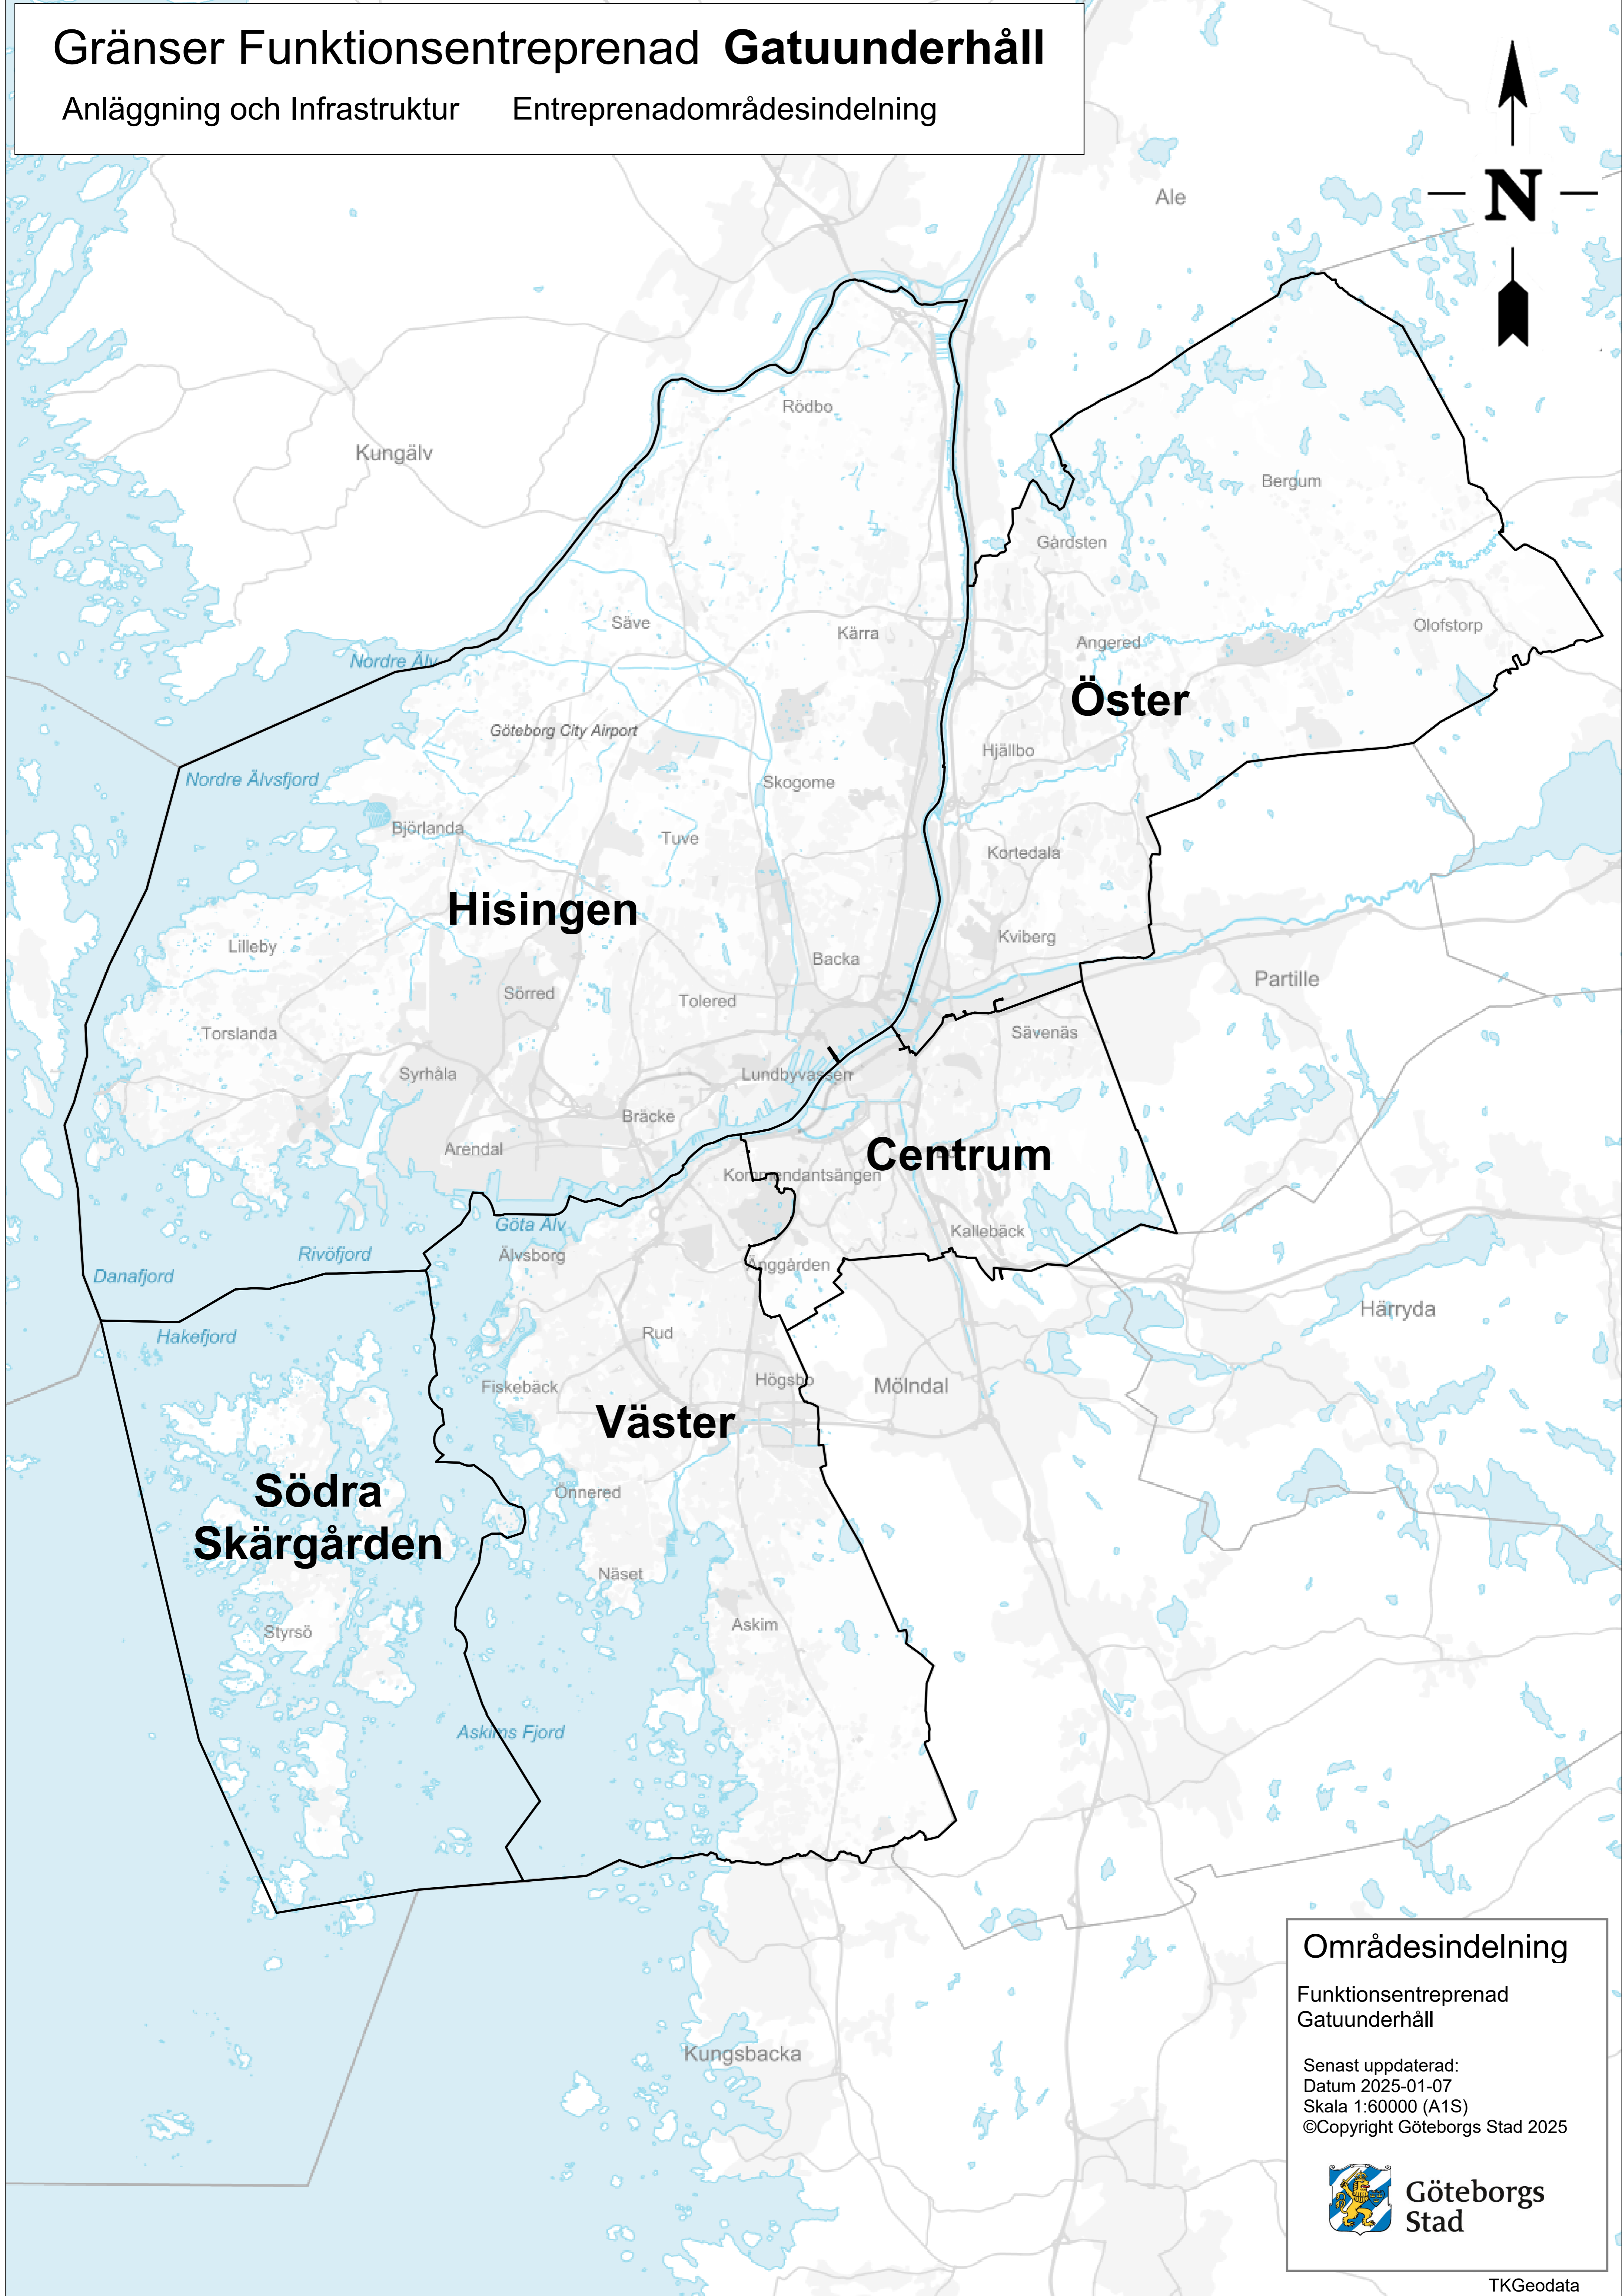 Gränser Funktionsentreprenad Gatuunderhåll
Anläggning och Infrastruktur Entreprenadområdesindelning
N
Ale
Rödbo
Kungälv
Bergum
Gårdsten
Säve
Kärra
Olofstorp
Angered
Nordre Älv
Öster
Göteborg City Airport
Hjällbo
Nordre Älvsfjord
Skogome
Björlanda
Tuve
Kortedala
Hisingen
Kviberg
Lilleby
Backa
Partille
Sörred
Tolered
Torslanda
Sävenäs
Syrhåla
Lundbyvassen
Bräcke
Arendal
Centrum
Kommendantsängen
Göta Älv
Kallebäck
Rivöfjord
Älvsborg
Änggården
Danafjord
Härryda
Hakefjord
Rud
Högsbo
Mölndal
Fiskebäck
Väster
Södra
Skärgården
Önnered
Näset
Askim
Styrsö
Askims Fjord
Kungsbacka
Områdesindelning
Funktionsentreprenad
Gatuunderhåll
Senast uppdaterad:
Datum 2025-01-07
Skala 1:60000 (A1S)
©Copyright Göteborgs Stad 2025
Göteborgs
Stad
TKGeodata